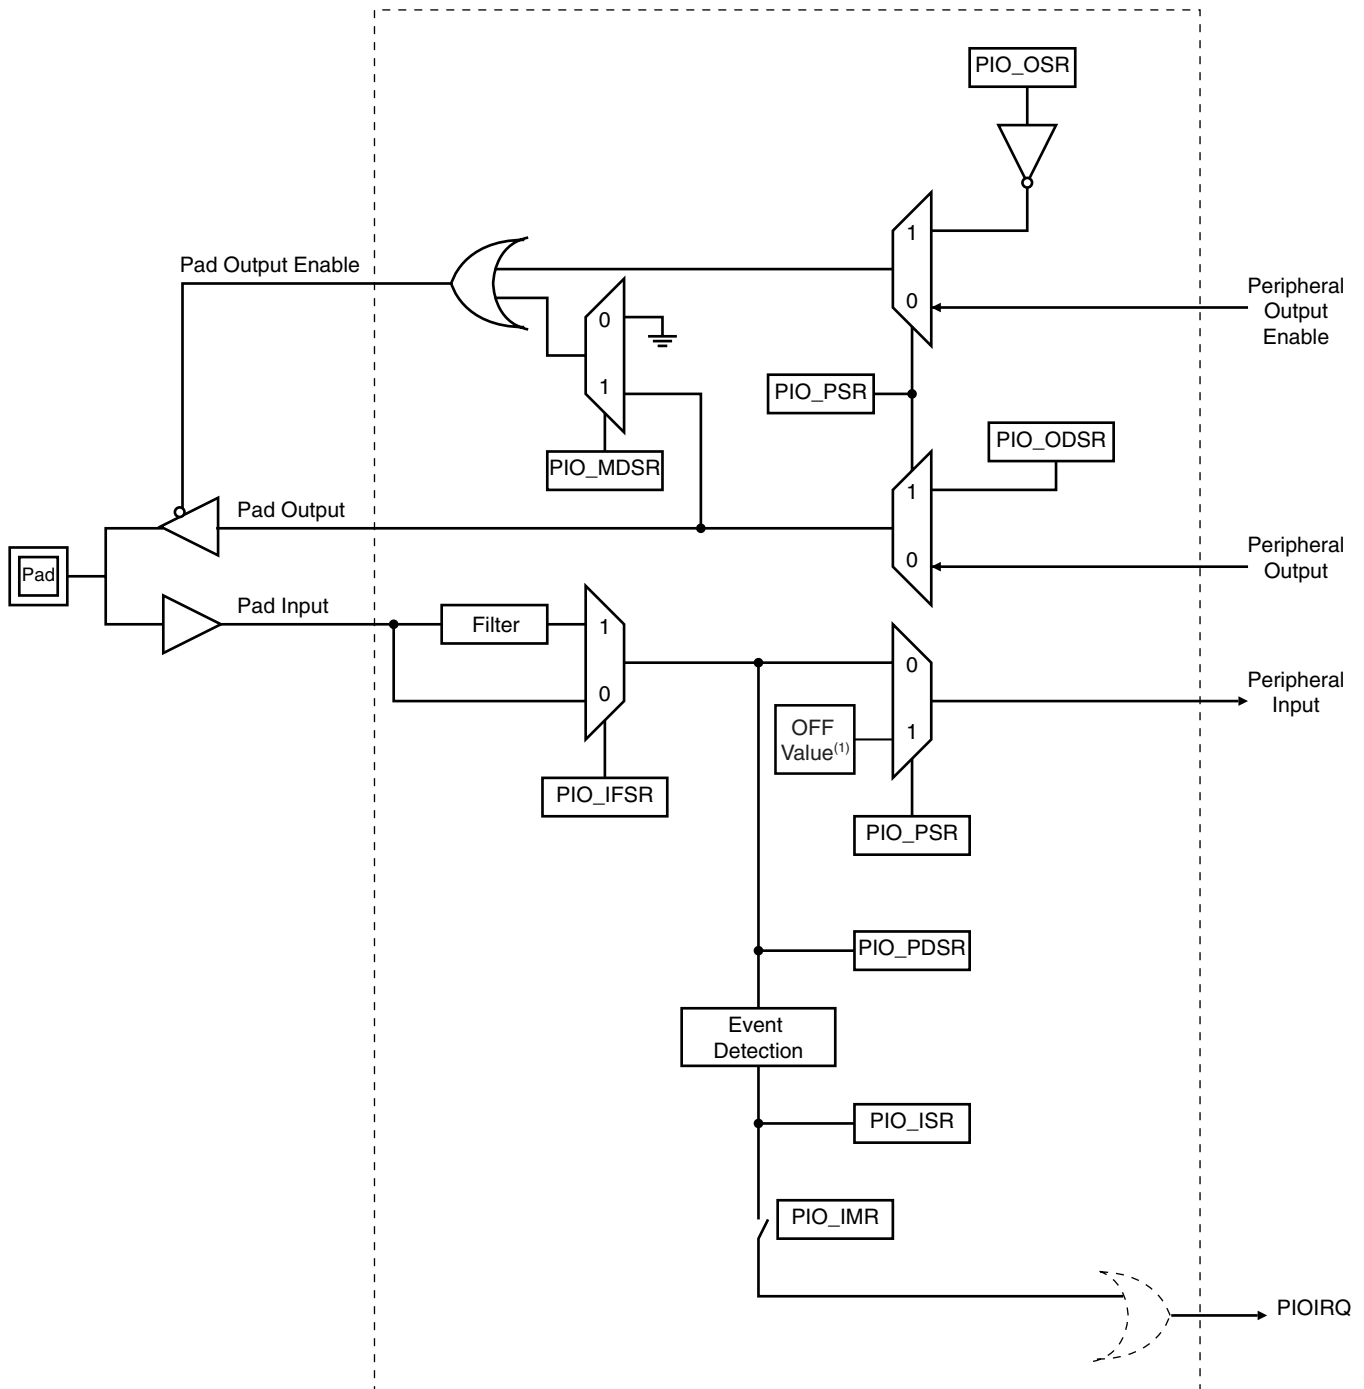 PIO_OSR
1
Pad Output Enable
0
Peripheral
Output
Enable
0
1
PIO_PSR
PIO_MDSR
PIO_ODSR
1
Pad Output
0
Peripheral
Output
Pad
Pad Input
Filter
1
0
PIO_IFSR
0
OFF
Value(1)
1
Peripheral
Input
PIO_PSR
PIO_PDSR
Event
Detection
PIO_ISR
PIO_IMR
PIOIRQ